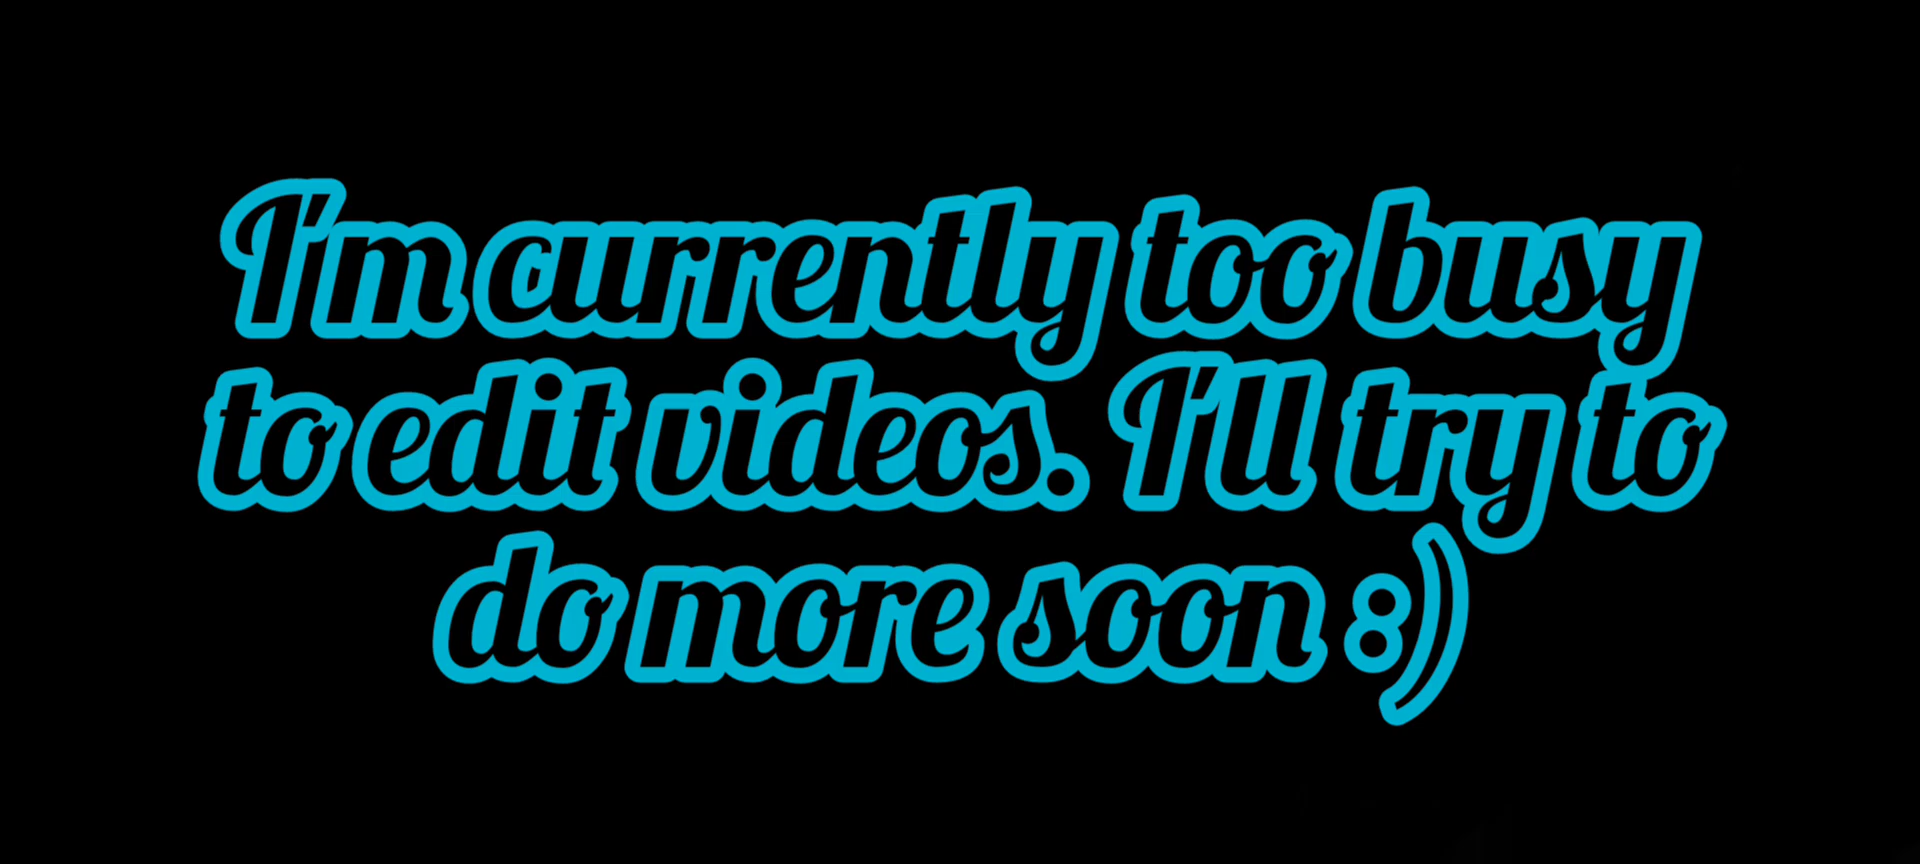 I'm currently too busy
to edit videos. I'll try to
do more soon :)